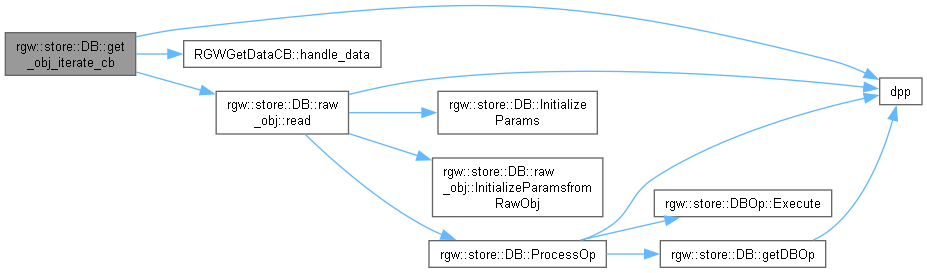 rgw::store::DB::get
_obj_iterate_cb
RGWGetDataCB::handle_data
rgw::store::DB::raw
_obj::read
rgw::store::DB::Initialize
Params
rgw::store::DB::raw
_obj::InitializeParamsfrom
RawObj
rgw::store::DB::ProcessOp
rgw::store::DBOp::Execute
rgw::store::DB::getDBOp
dpp